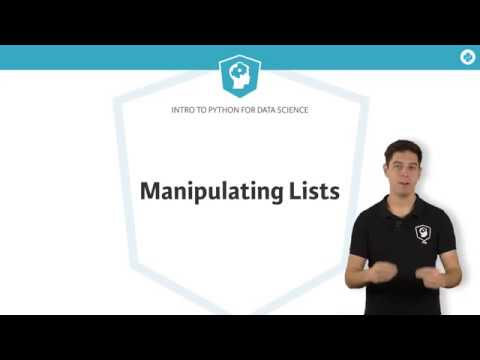 INTRO TO PYTHON FOR DATA SCIENCE
Manipulating Lists